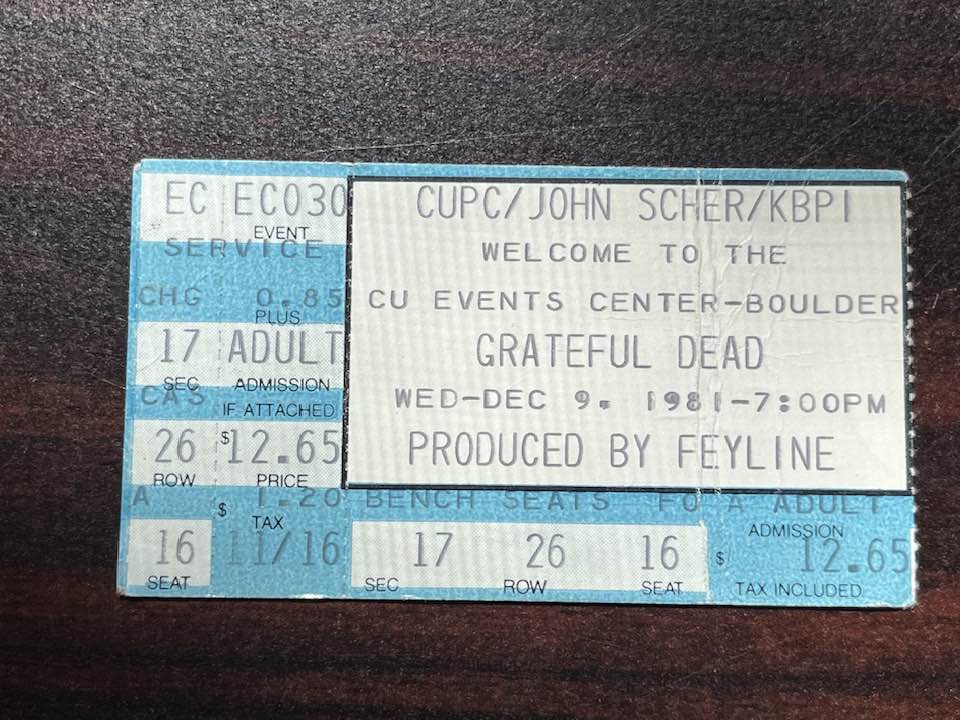 EC EC030
EVENT
SERVICE
CHG 0.85
PLUS
17 ADULT
SEC ADMISSION
CAS IF ATTACHED
26 $12.65
ROW PRICE
A $ 1.20
TAX
16 11/16
SEAT
CUPC/JOHN SCHER/KBPI
WELCOME TO THE
CU EVENTS CENTER-BOULDER
GRATEFUL DEAD
WED-DEC 9. 1981-7:00PM
PRODUCED BY FEYLINE
BENCH SEATS FO A ADULT
ADMISSION
17 26 16 $ 12.65
SEC ROW SEAT TAX INCLUDED